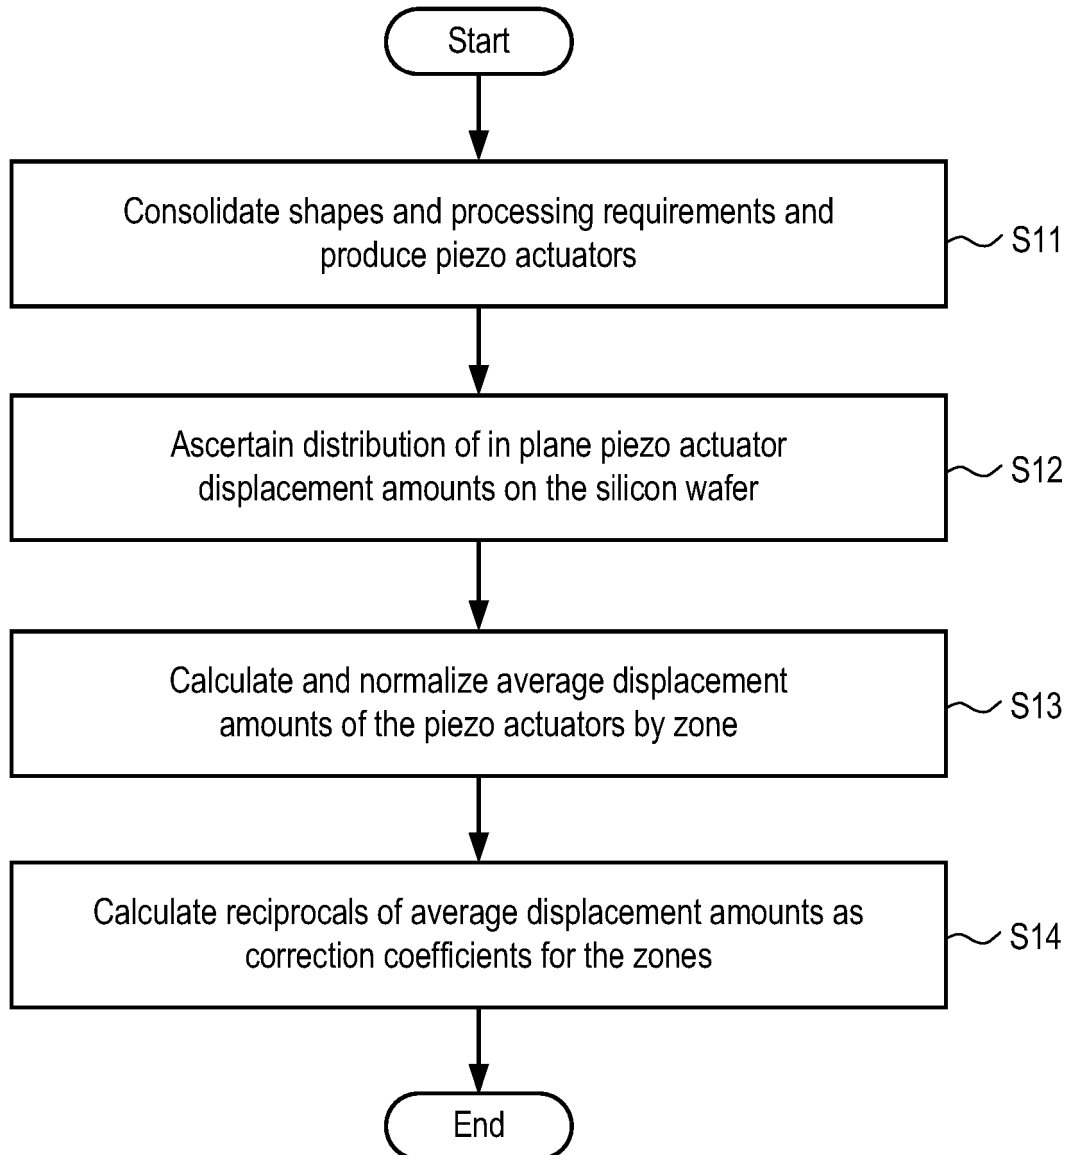 Start
Consolidate shapes and processing requirements and
produce piezo actuators
S11
Ascertain distribution of in plane piezo actuator
displacement amounts on the silicon wafer
S12
Calculate and normalize average displacement
amounts of the piezo actuators by zone
S13
Calculate reciprocals of average displacement amounts as
correction coefficients for the zones
S14
End